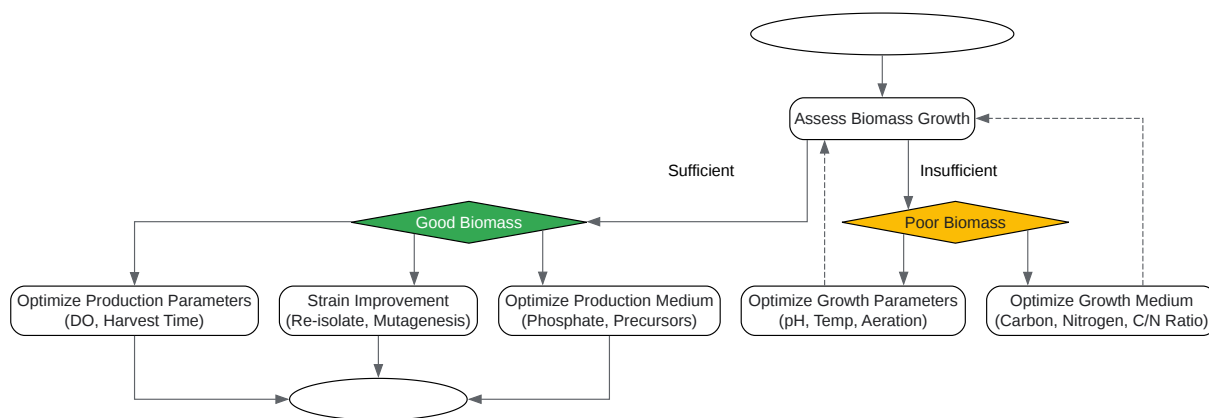 Assess Biomass Growth
Sufficient
Insufficient
Good Biomass
Poor Biomass
Optimize Production Parameters
(DO, Harvest Time)
Strain Improvement
(Re-isolate, Mutagenesis)
Optimize Production Medium
(Phosphate, Precursors)
Optimize Growth Parameters
(pH, Temp, Aeration)
Optimize Growth Medium
(Carbon, Nitrogen, C/N Ratio)